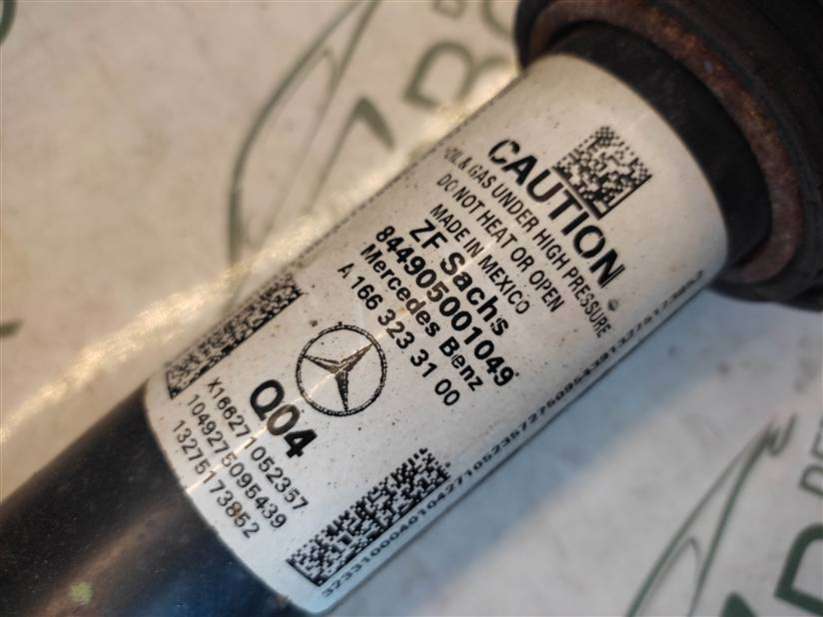 CAUTION
OIL & GAS UNDER HIGH PRESSURE
DO NOT HEAT OR OPEN
MADE IN MEXICO
ZF Sachs
844905001049
Mercedes Benz
A 166 323 31 00
Q04
X166271052357
1049275095439
13275173852